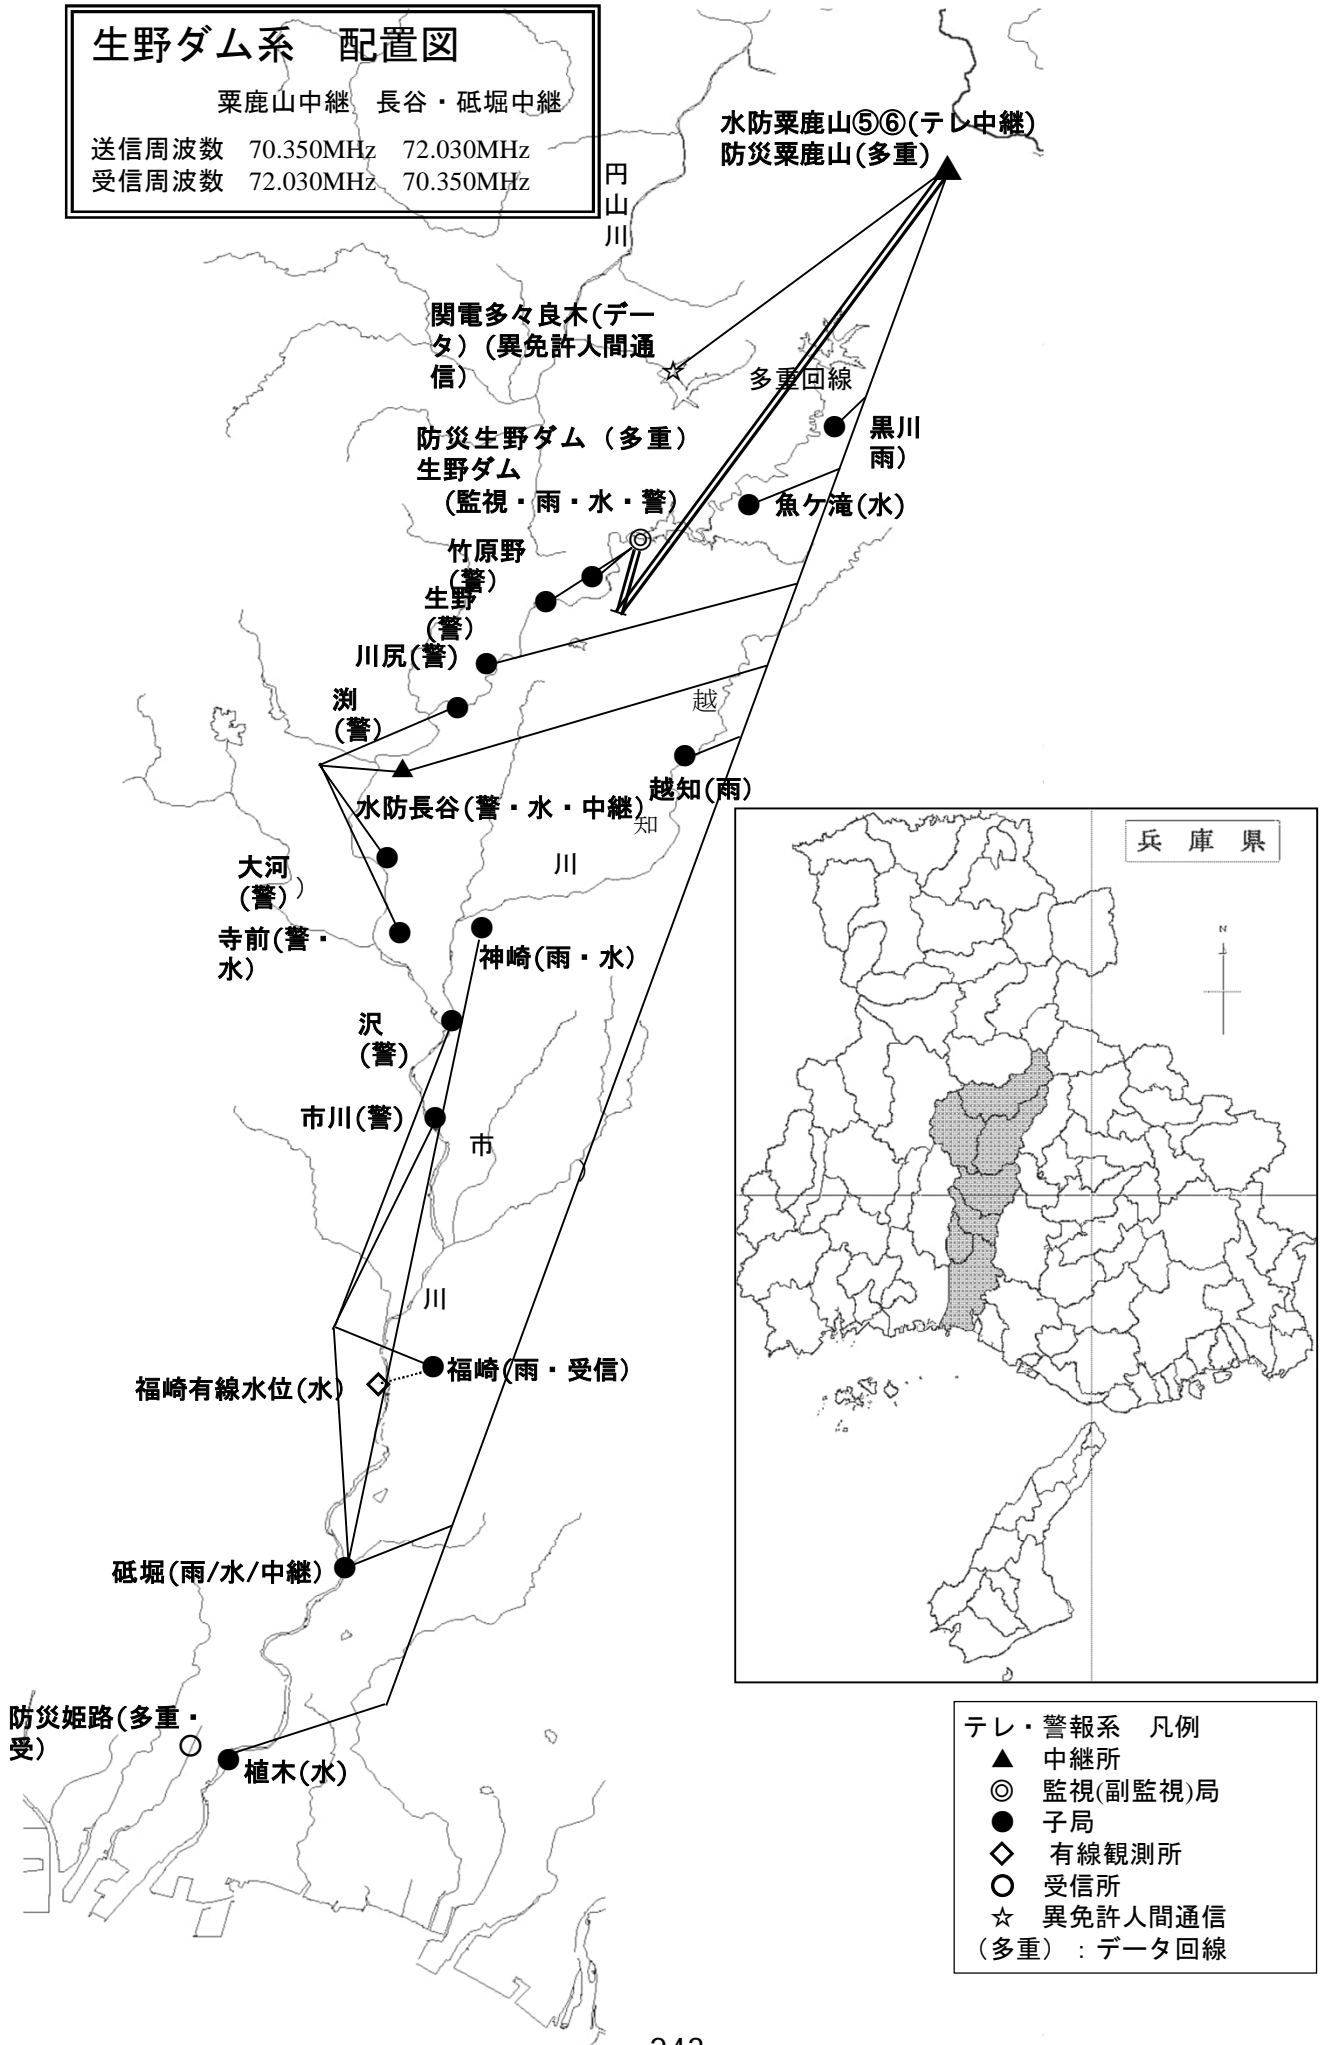 生野ダム系　配置図
粟鹿山中継　長谷・砥堀中継
送信周波数　70.350MHz　72.030MHz
受信周波数　72.030MHz　70.350MHz
水防粟鹿山⑤⑥(テレ中継)
防災粟鹿山(多重)
円
山
川
関電多々良木(デー
タ) (異免許人間通
信)
多重回線
黒川
雨)
防災生野ダム（多重）
生野ダム
(監視・雨・水・警)
魚ケ滝(水)
竹原野
(警)
生野
(警)
川尻(警)
渕
(警)
越
知
川
越知(雨)
水防長谷(警・水・中継)
大河
(警)
)
寺前(警・
水)
神崎(雨・水)
沢
(警)
市川(警)
市
川
福崎(雨・受信)
福崎有線水位(水)
砥堀(雨/水/中継)
防災姫路(多重・
受)
植木(水)
兵　庫　県
N
テレ・警報系　凡例
▲　中継所
◎　監視(副監視)局
●　子局
◇　有線観測所
○　受信所
☆　異免許人間通信
（多重）：データ回線